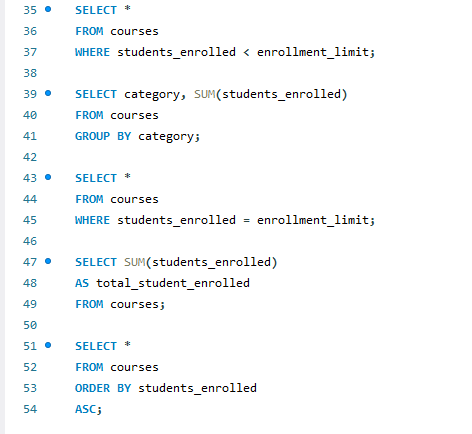 35 SELECT *
36 FROM courses
37 WHERE students_enrolled < enrollment_limit;
38
39 SELECT category, SUM(students_enrolled)
40 FROM courses
41 GROUP BY category;
42
43 SELECT *
44 FROM courses
45 WHERE students_enrolled = enrollment_limit;
46
47 SELECT SUM(students_enrolled)
48 AS total_student_enrolled
49 FROM courses;
50
51 SELECT *
52 FROM courses
53 ORDER BY students_enrolled
54 ASC;